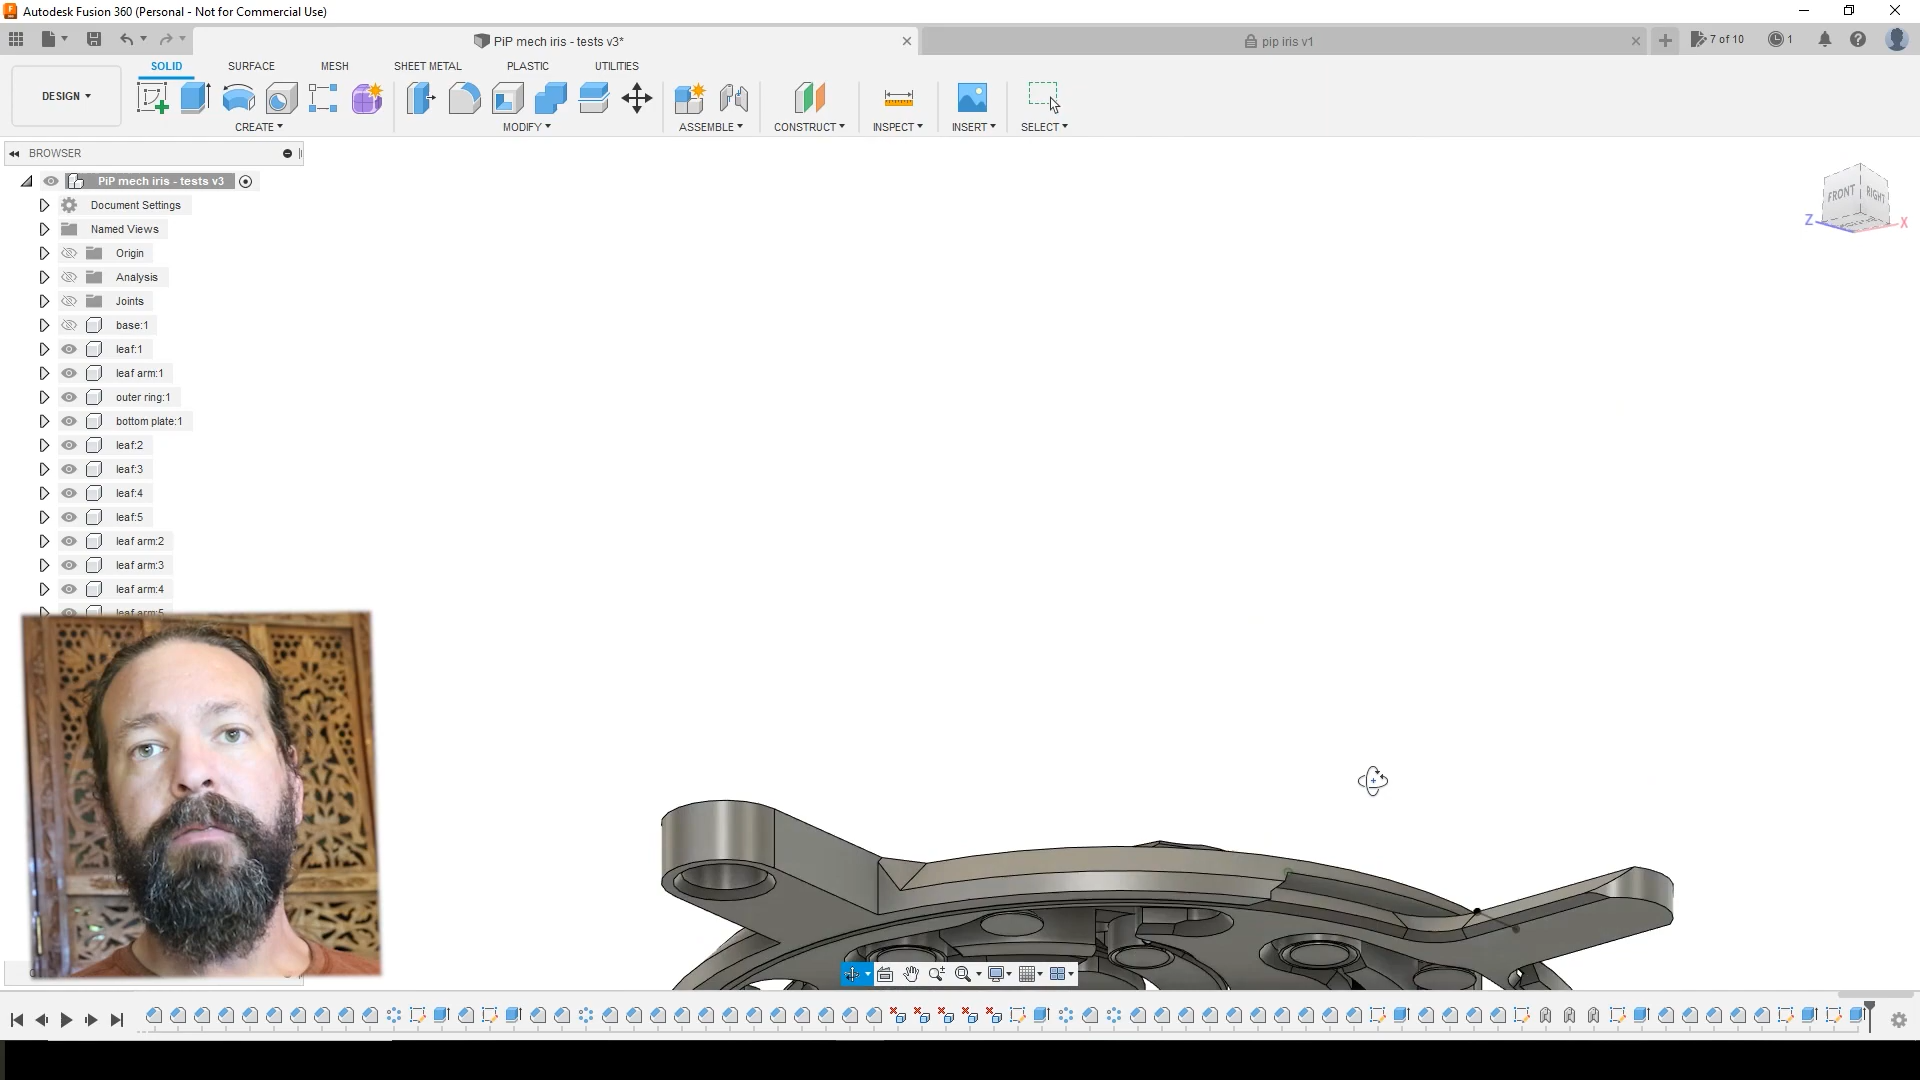 Autodesk Fusion 360 (Personal - Not for Commercial Use)
PiP mech iris - tests v3*
pip iris v1
7 of 10
1
SOLID SURFACE MESH SHEET METAL PLASTIC UTILITIES
DESIGN
CREATE MODIFY ASSEMBLE CONSTRUCT INSPECT INSERT SELECT
BROWSER
PiP mech iris - tests v3
Document Settings
Named Views
Origin
Analysis
Joints
base:1
leaf:1
leaf arm:1
outer ring:1
bottom plate:1
leaf:2
leaf:3
leaf:4
leaf:5
leaf arm:2
leaf arm:3
leaf arm:4
leaf arm:5
FRONT RIGHT
Z X